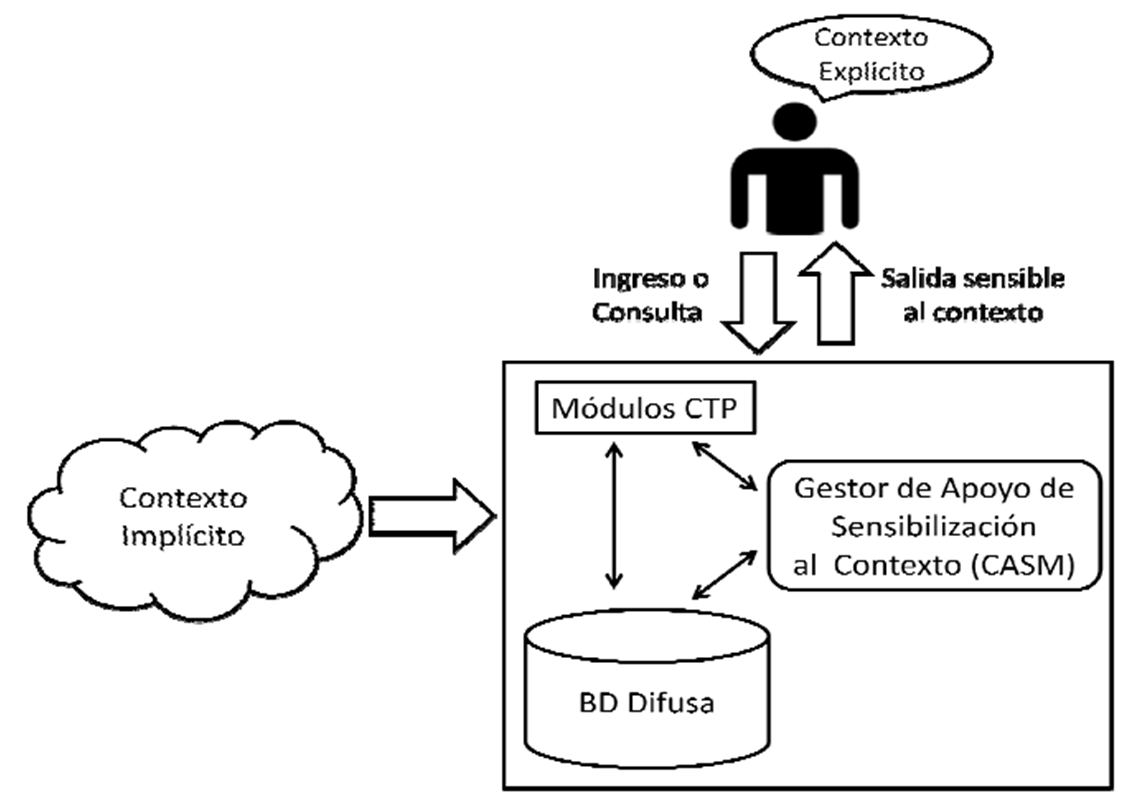 Contexto
Explícito
Ingreso o
Consulta
Salida sensible
al contexto
Módulos CTP
Contexto
Implícito
Gestor de Apoyo de
Sensibilización
al Contexto (CASM)
BD Difusa